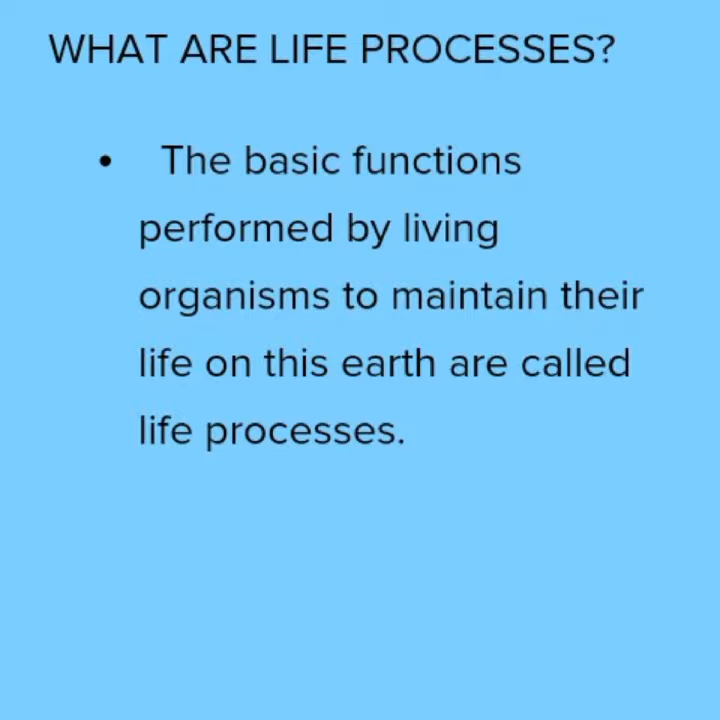 WHAT ARE LIFE PROCESSES?
• The basic functions
performed by living
organisms to maintain their
life on this earth are called
life processes.